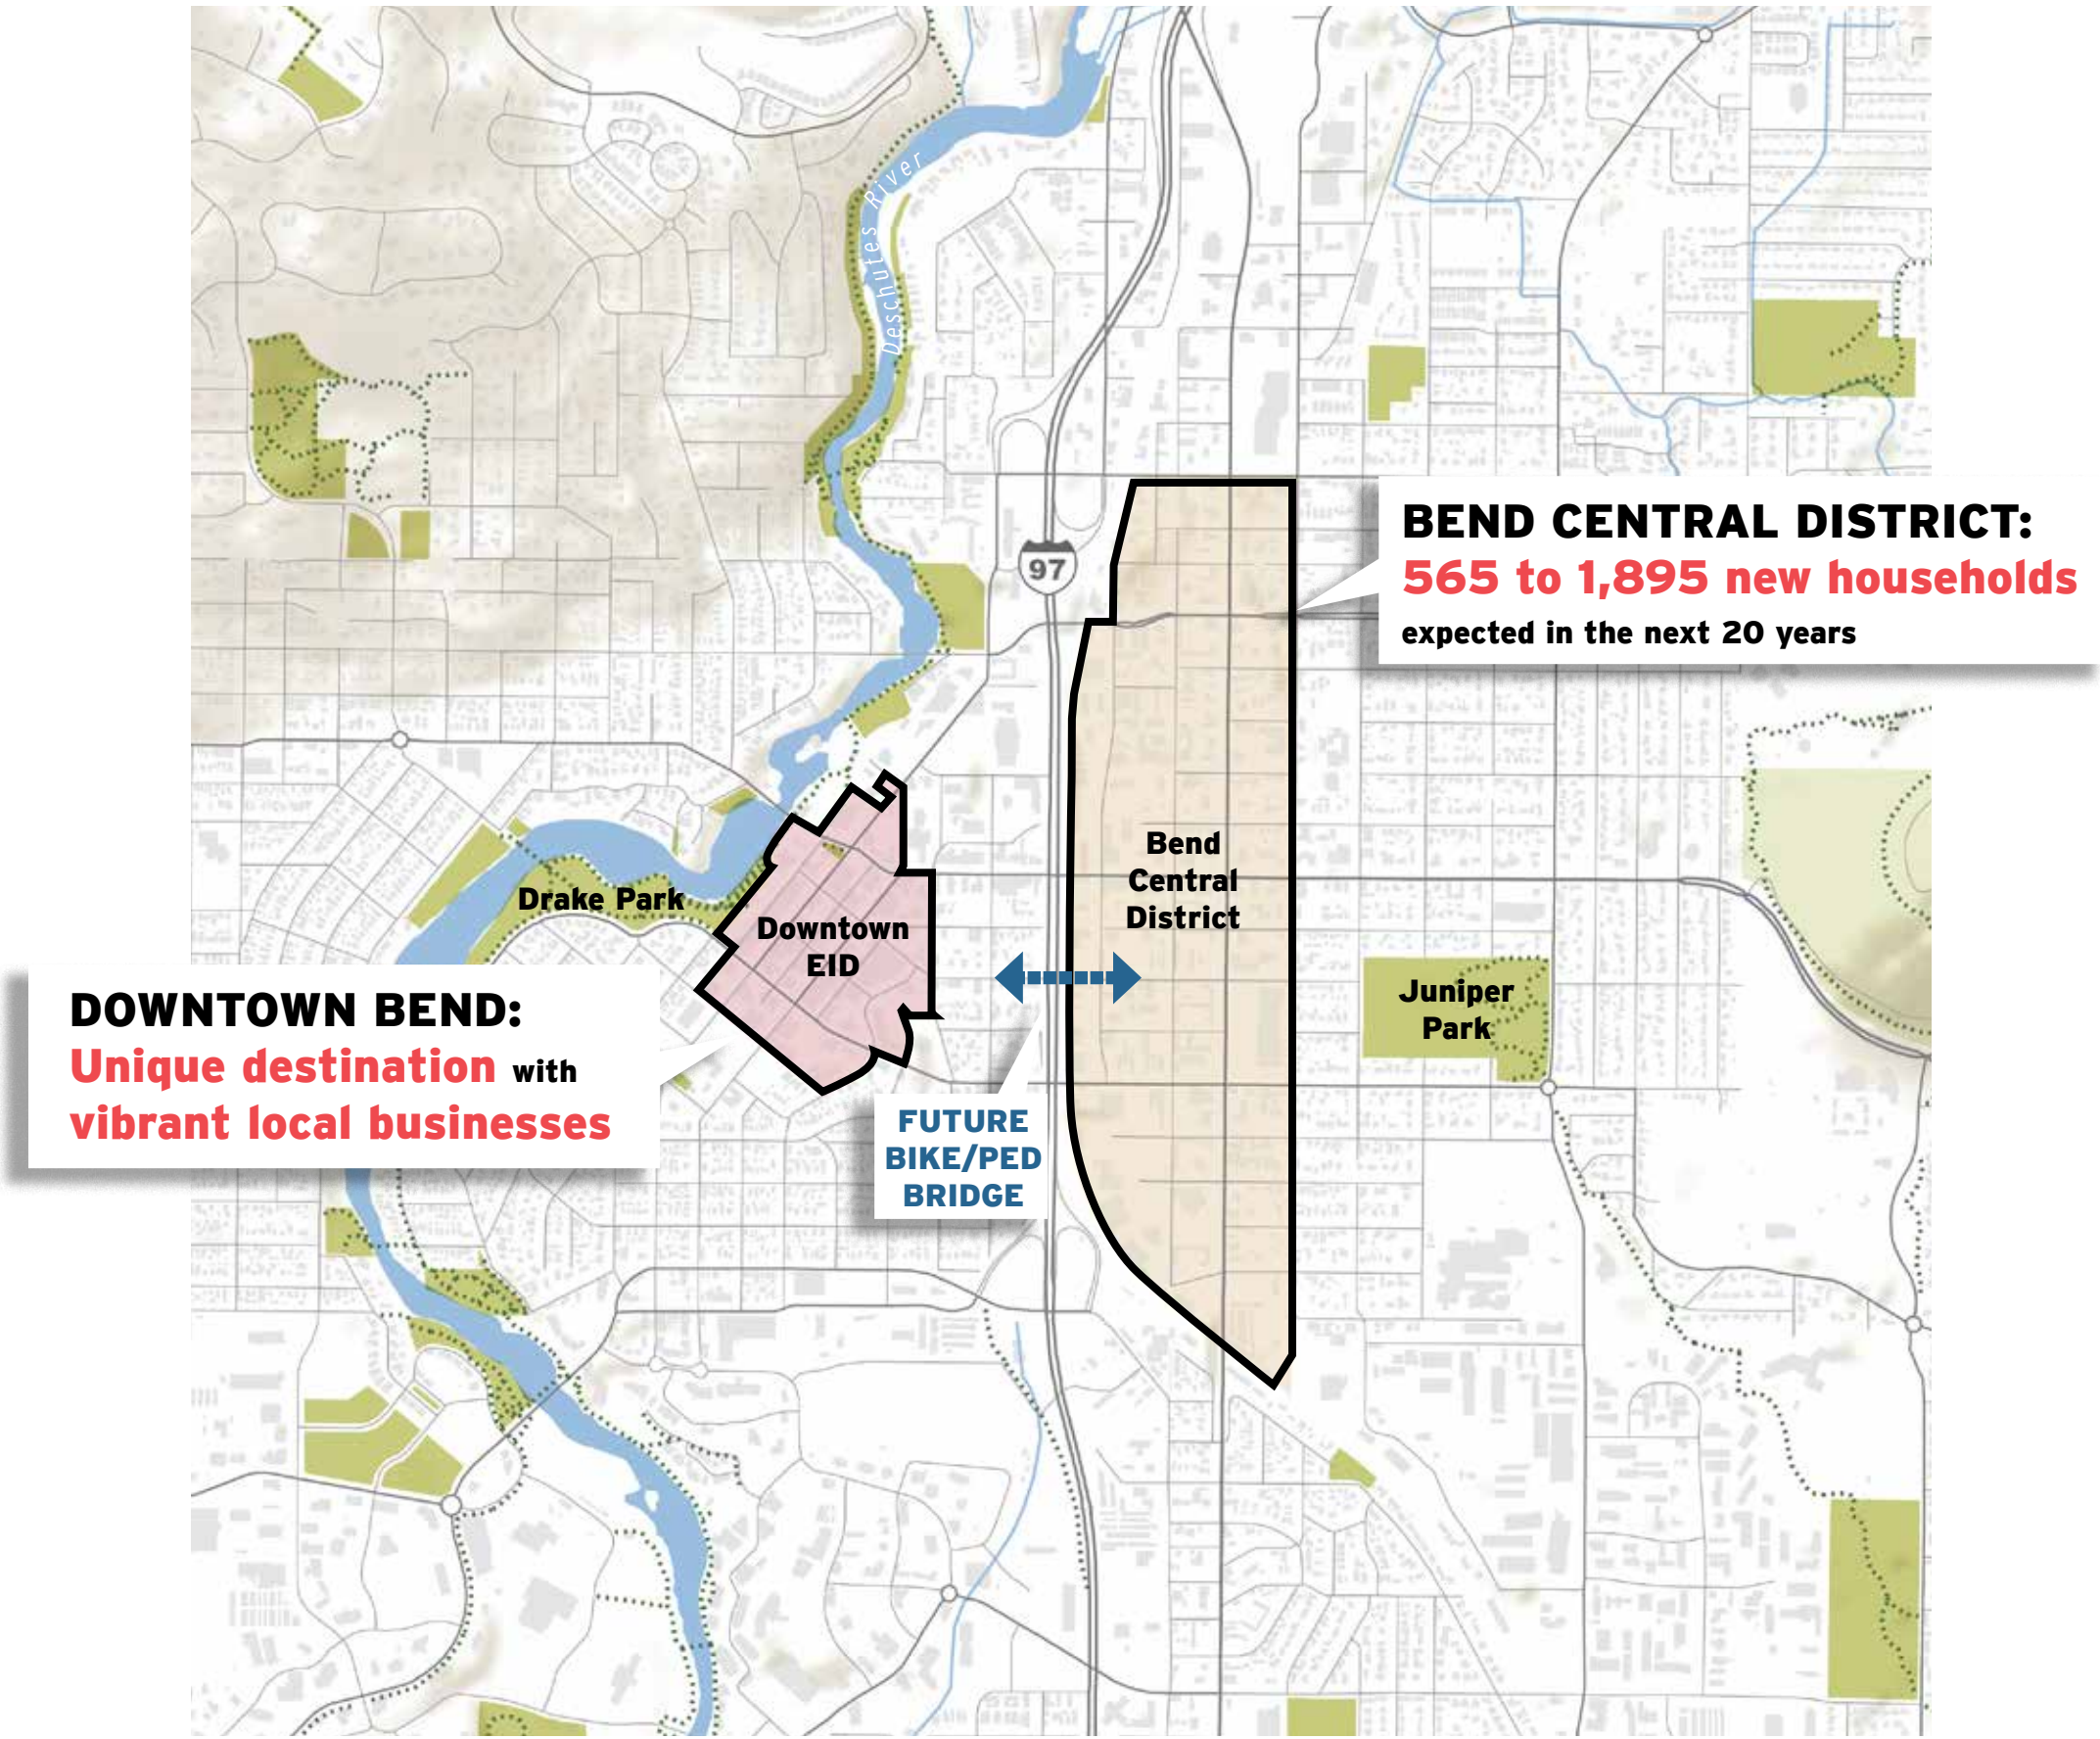 Deschutes River
97
BEND CENTRAL DISTRICT:
565 to 1,895 new households
expected in the next 20 years
Bend
Central
District
Drake Park
Downtown
EID
Juniper
Park
DOWNTOWN BEND:
Unique destination with
vibrant local businesses
FUTURE
BIKE/PED
BRIDGE